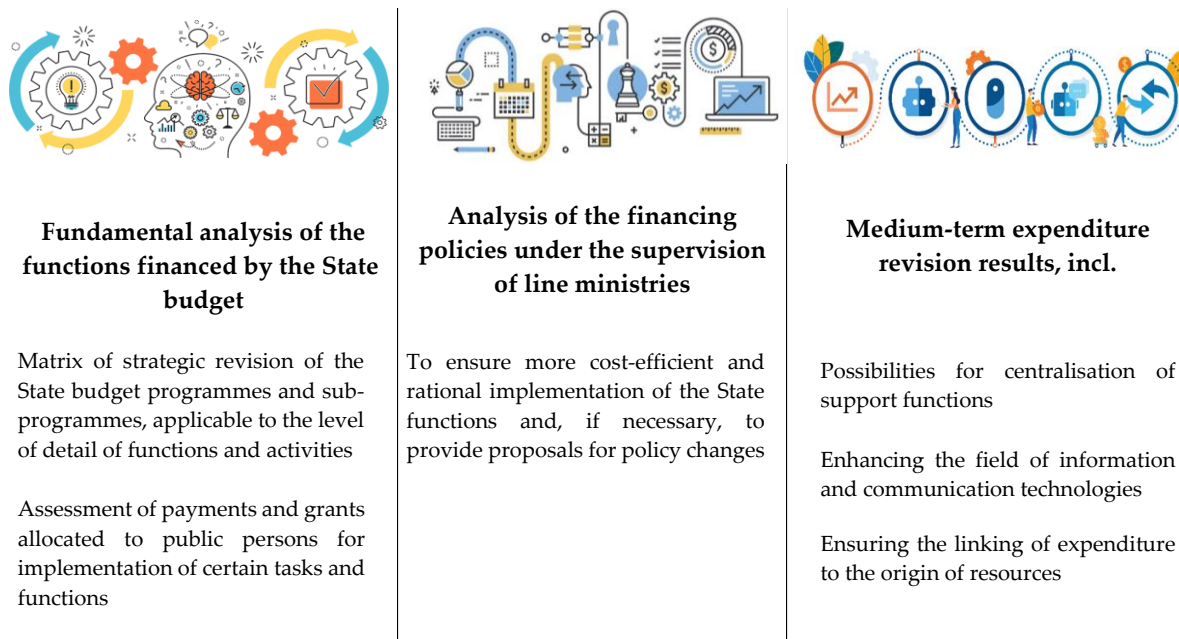 Fundamental analysis of the
functions financed by the State
budget
Matrix of strategic revision of the
State budget programmes and sub-
programmes, applicable to the level
of detail of functions and activities
Assessment of payments and grants
allocated to public persons for
implementation of certain tasks and
functions
Analysis of the financing
policies under the supervision
of line ministries
To ensure more cost-efficient and
rational implementation of the State
functions and, if necessary, to
provide proposals for policy changes
Medium-term expenditure
revision results, incl.
Possibilities for centralisation of
support functions
Enhancing the field of information
and communication technologies
Ensuring the linking of expenditure
to the origin of resources